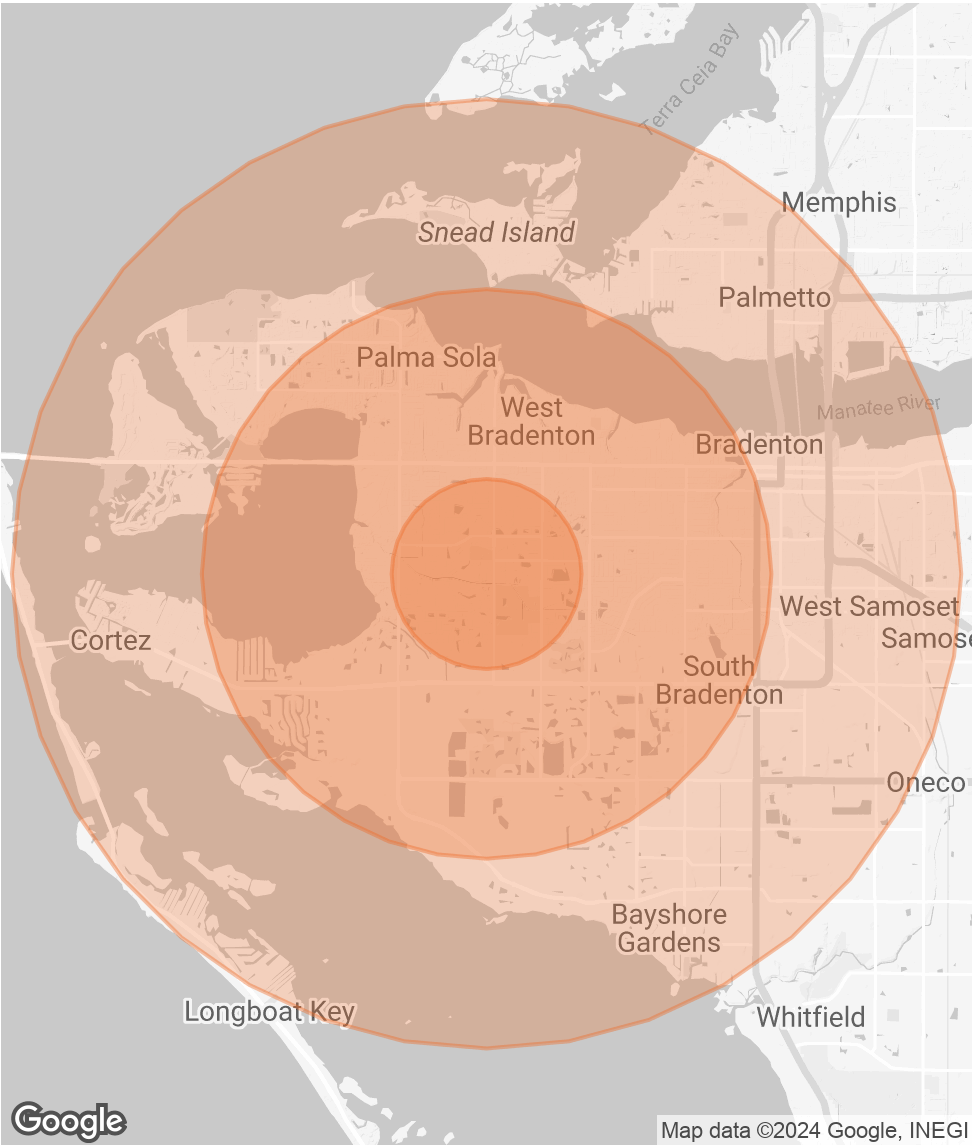 Terra Ceia Bay
Memphis
Snead Island
Palmetto
Palma Sola
West
Bradenton
Manatee River
Bradenton
West Samoset
Samose
Cortez
South
Bradenton
Oneco
Bayshore
Gardens
Longboat Key
Whitfield
Google
Map data ©2024 Google, INEGI